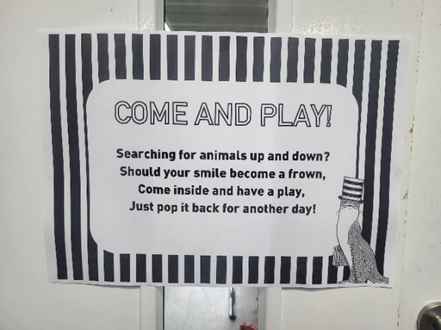 COME AND PLAY!
Searching for animals up and down?
Should your smile become a frown,
Come inside and have a play,
Just pop it back for another day!